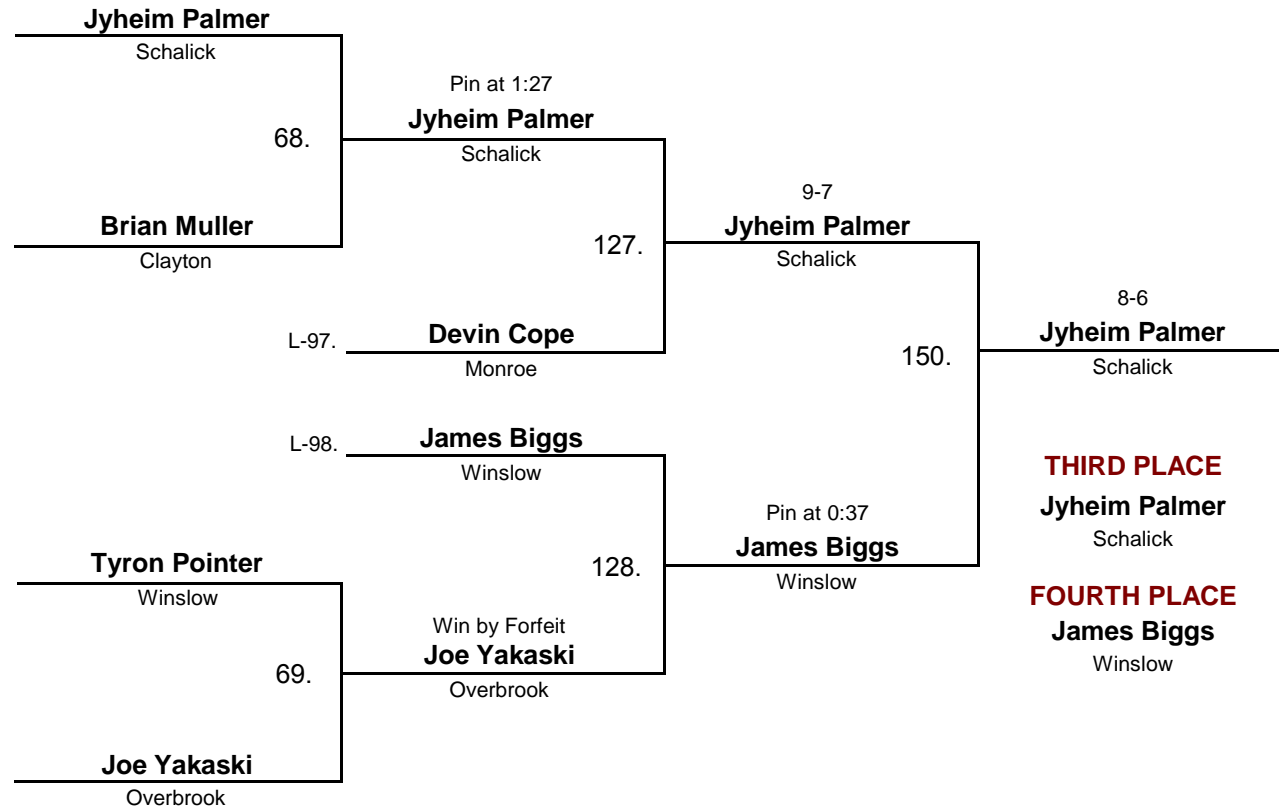 Jyheim Palmer
Schalick
68.
Brian Muller
Clayton
Pin at 1:27
Jyheim Palmer
Schalick
127.
L-97.
Devin Cope
Monroe
9-7
Jyheim Palmer
Schalick
150.
8-6
Jyheim Palmer
Schalick
L-98.
James Biggs
Winslow
128.
Tyron Pointer
Winslow
69.
Joe Yakaski
Overbrook
Win by Forfeit
Joe Yakaski
Overbrook
Pin at 0:37
James Biggs
Winslow
THIRD PLACE
Jyheim Palmer
Schalick
FOURTH PLACE
James Biggs
Winslow